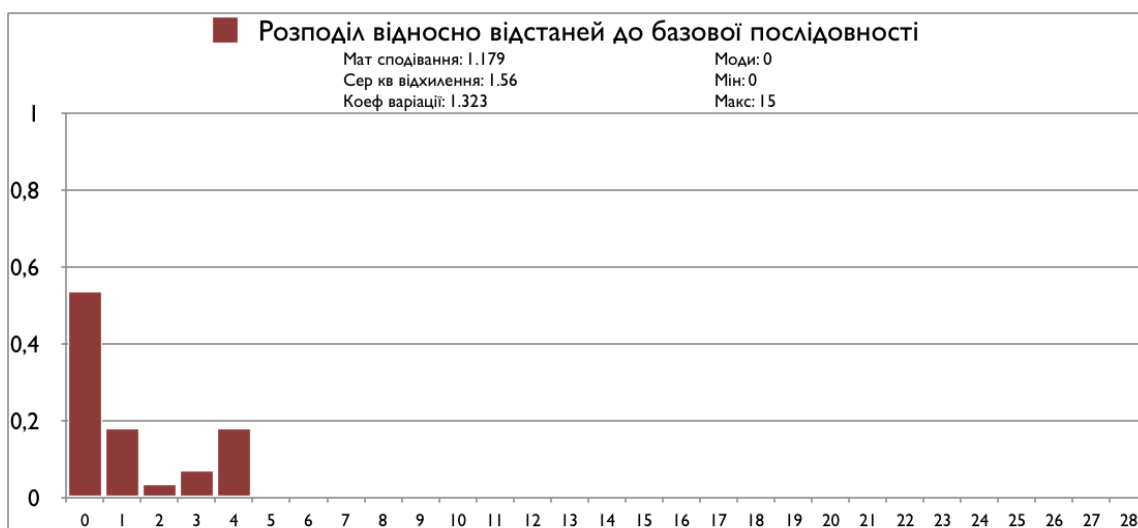 Розподіл відносно відстаней до базової послідовності
Мат сподівання: 1.179
Моди: 0
Сер кв відхилення: 1.56
Мін: 0
Коеф варіації: 1.323
Макс: 15
1
0,8
0,6
0,4
0,2
0
0 1 2 3 4 5 6 7 8 9 10 11 12 13 14 15 16 17 18 19 20 21 22 23 24 25 26 27 28